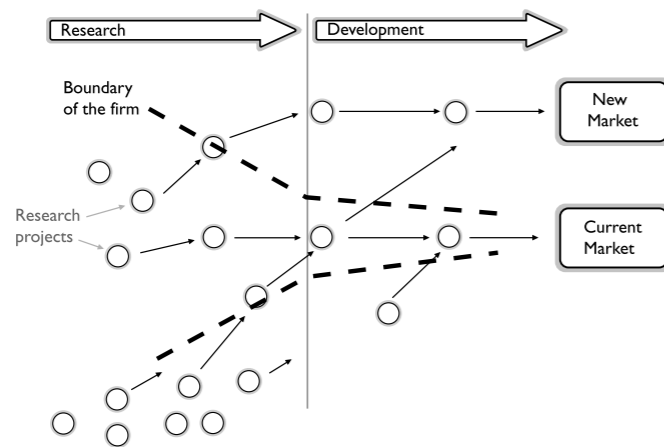 Research
Development
Boundary
of the firm
New
Market
Research
projects
Current
Market